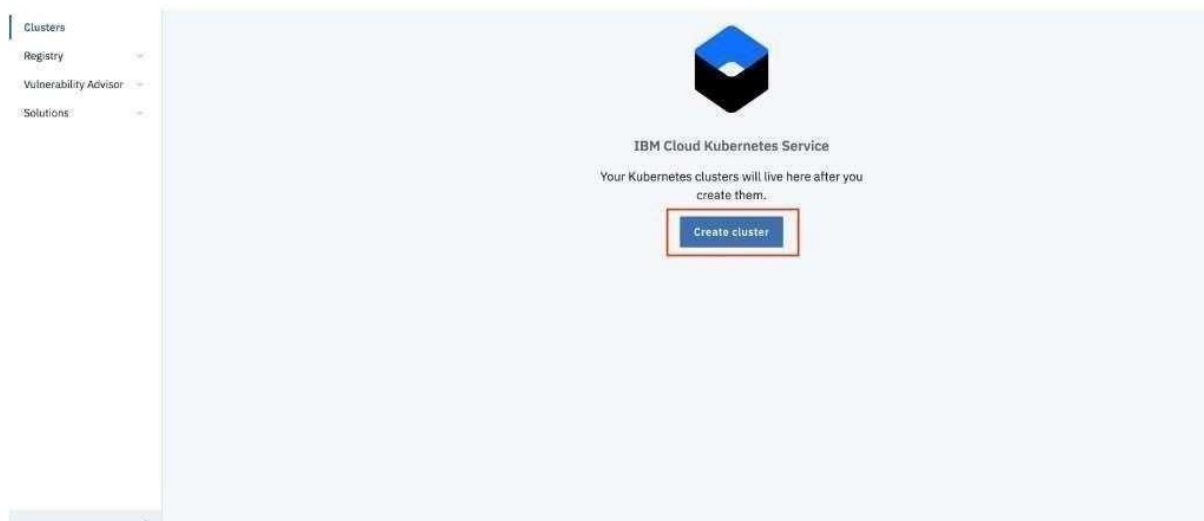 Clusters
Registry
Vulnerability Advisor
Solutions
IBM Cloud Kubernetes Service
Your Kubernetes clusters will live here after you
create them.
Create cluster